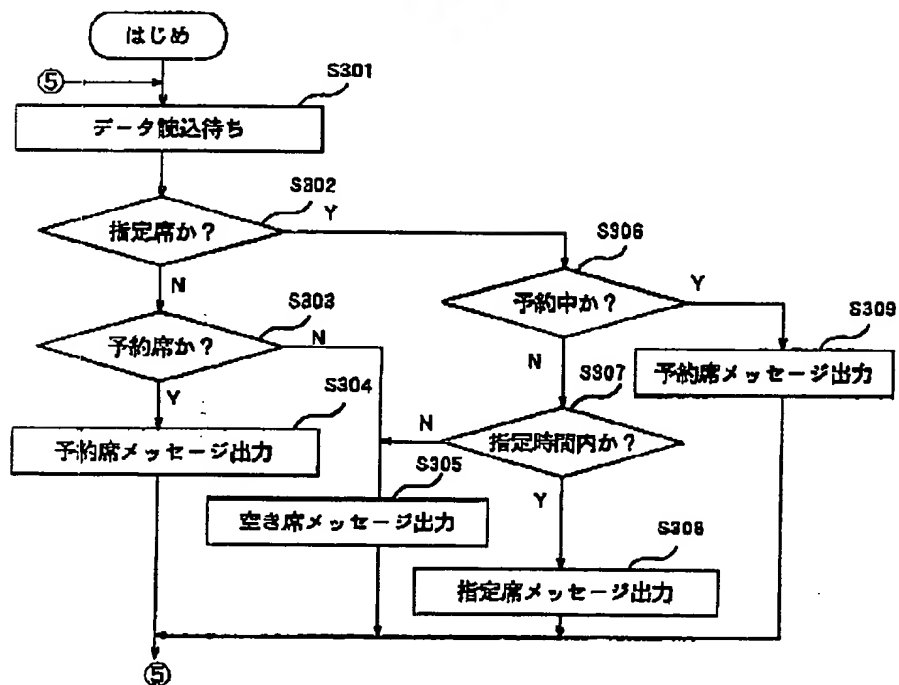 はじめ
⑤
S301
データ読込待ち
S302
指定席か?
Y
N
S303
予約席か?
N
Y
S304
予約席メッセージ出力
S305
空き席メッセージ出力
S306
予約中か?
Y
N
S309
予約席メッセージ出力
S307
指定時間内か?
N
Y
S308
指定席メッセージ出力
⑤